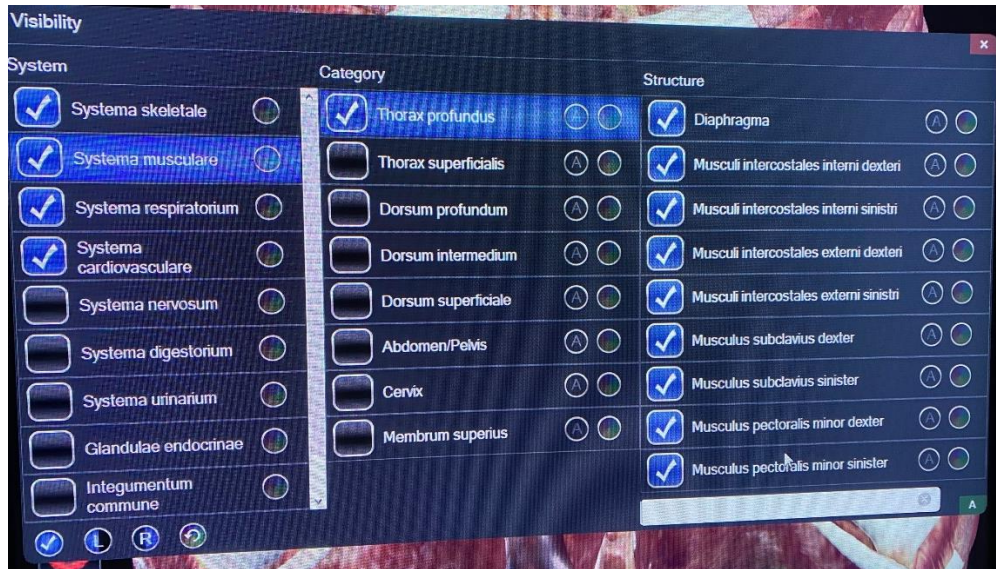 Visibility
System
Category
Structure
Systema skeletale
Systema musculare
Systema respiratorium
Systema
cardiovasculare
Systema nervosum
Systema digestorium
Systema urinarium
Glandulae endocrinae
Integumentum
commune
L
R
Thorax profundus
A
Thorax superficialis
A
Dorsum profundum
A
Dorsum intermedium
A
Dorsum superficiale
A
Abdomen/Pelvis
A
Cervix
A
Membrum superius
A
Diaphragma
A
Musculi intercostales interni dexteri
A
Musculi intercostales interni sinistri
A
Musculi intercostales externi dexteri
A
Musculi intercostales externi sinistri
A
Musculus subclavius dexter
A
Musculus subclavius sinister
A
Musculus pectoralis minor dexter
A
Musculus pectoralis minor sinister
A
A